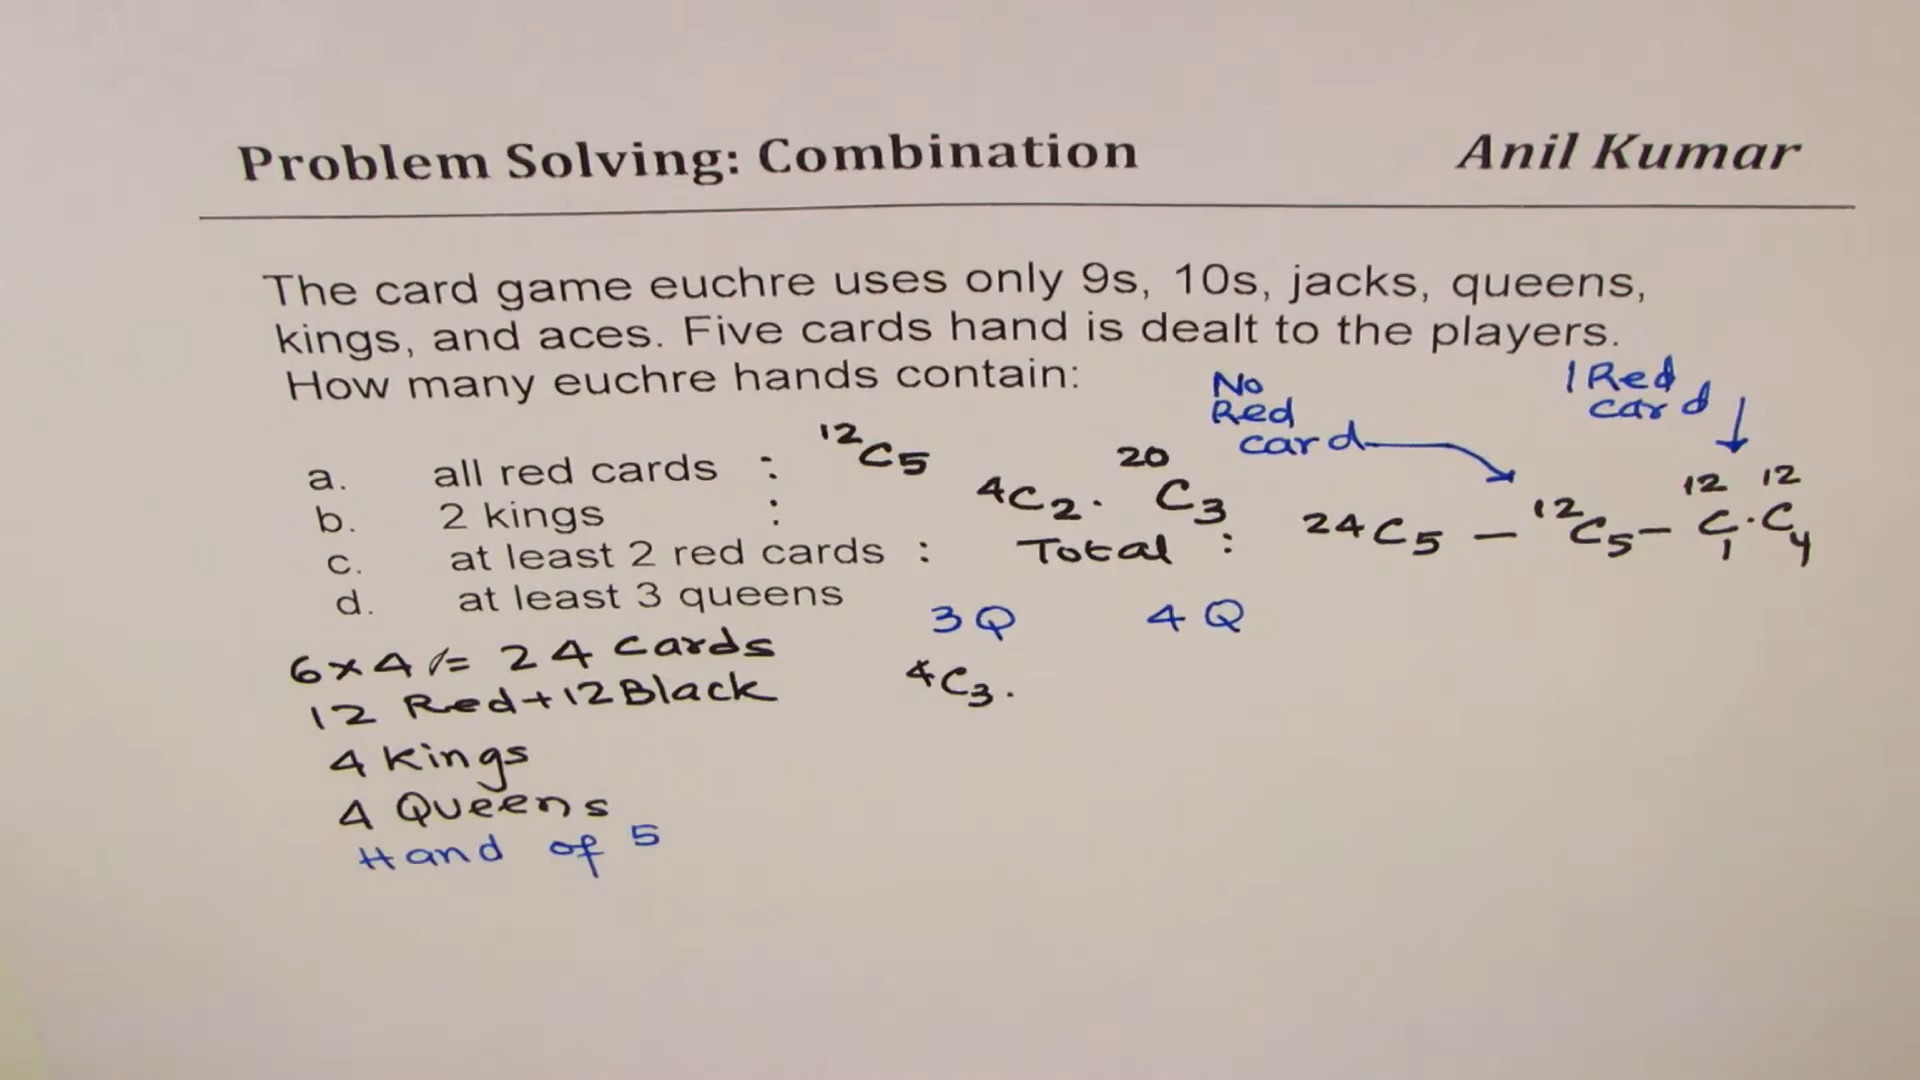 Problem Solving: Combination Anil Kumar
The card game euchre uses only 9s, 10s, jacks, queens,
kings, and aces. Five cards hand is dealt to the players.
How many euchre hands contain:
No Red card
1 Red card
a. all red cards : ¹²C₅
b. 2 kings : ⁴C₂ · ²⁰C₃
c. at least 2 red cards : Total : ²⁴C₅ − ¹²C₅ − ¹²C₁ · ¹²C₄
d. at least 3 queens 3Q 4Q
6×4 = 24 cards ⁴C₃ ·
12 Red + 12 Black
4 Kings
4 Queens
Hand of 5